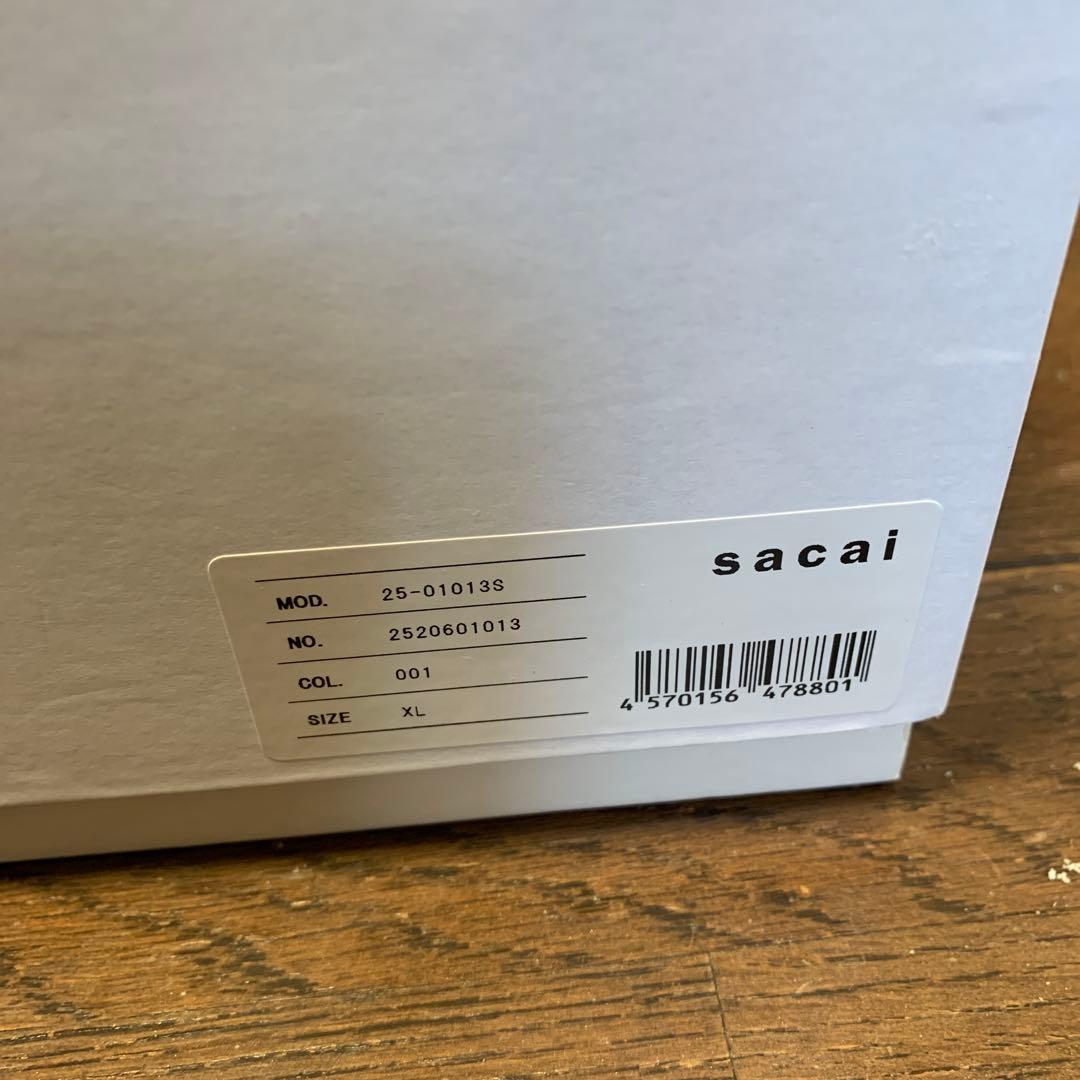 sacai
MOD. 25-01013S
NO. 2520601013
COL. 001
SIZE XL
4 570156 478801